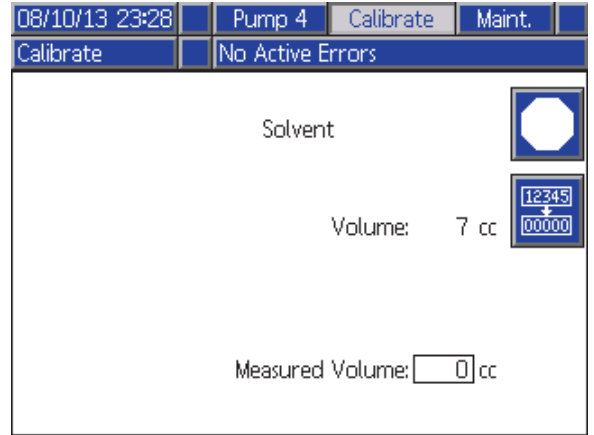 08/10/13 23:28 Pump 4 Calibrate Maint.
Calibrate No Active Errors
Solvent
12345
Volume: 7 cc 00000
Measured Volume: 0 cc